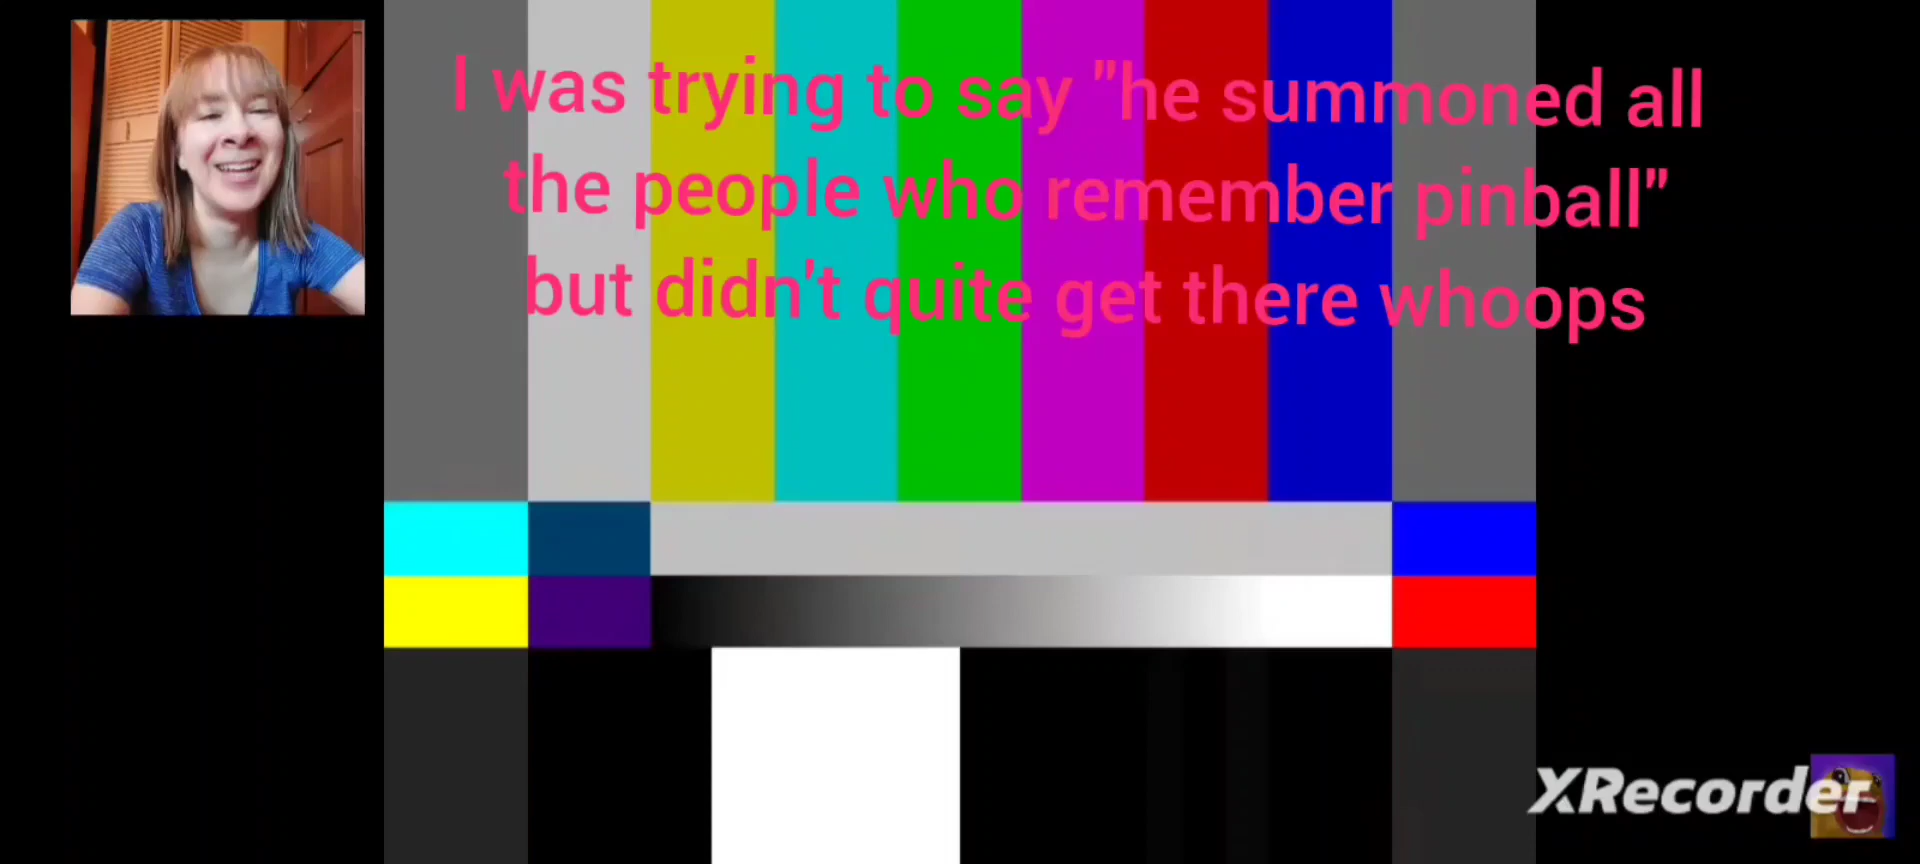 I was trying to say "he summoned all
the people who remember pinball"
but didn't quite get there whoops
XRecorder